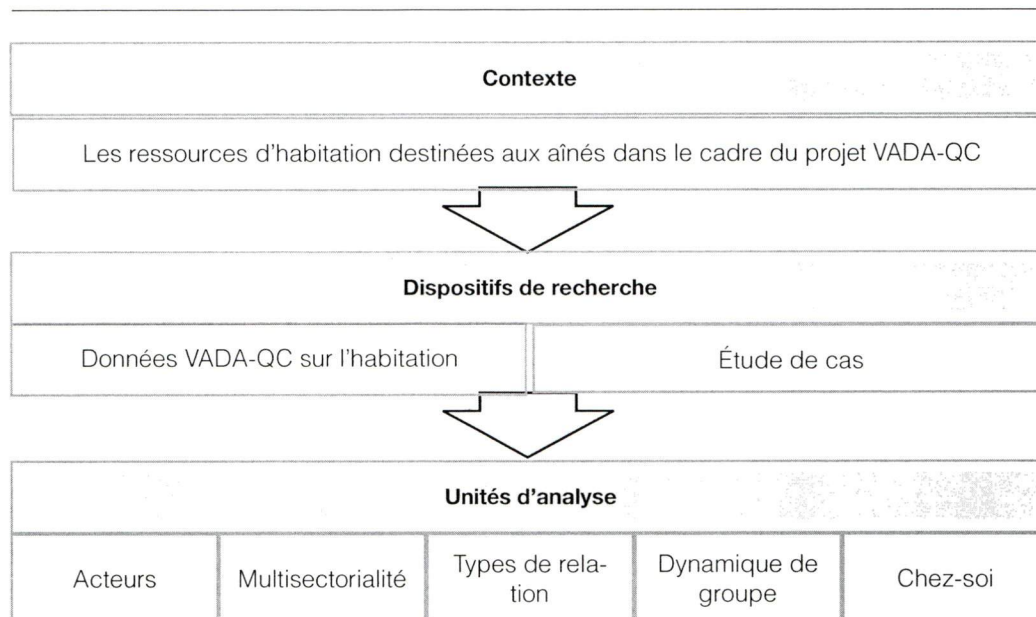 Contexte
Les ressources d'habitation destinées aux aînés dans le cadre du projet VADA-QC
Dispositifs de recherche
Données VADA-QC sur l'habitation
Étude de cas
Unités d'analyse
Acteurs
Multisectorialité
Types de rela-
tion
Dynamique de
groupe
Chez-soi